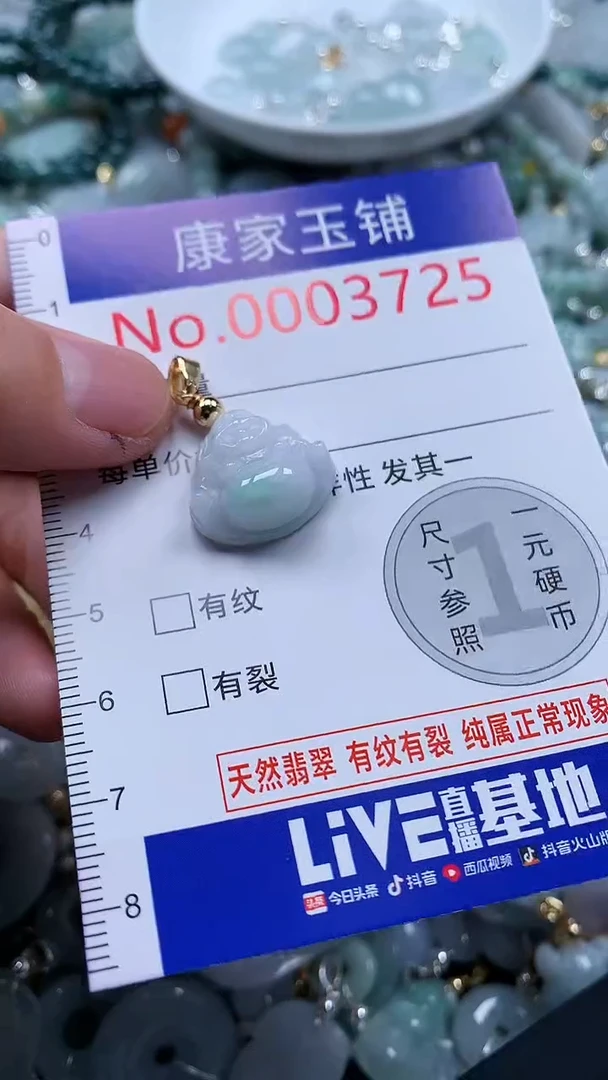 康家玉铺
No.0003725
每单价
性 发其一
0
1
4
5
6
7
8
有纹
有裂
1
尺寸参照
一元硬币
天然翡翠 有纹有裂 纯属正常现象
LiVE直播基地
头条 今日头条 抖音 西瓜视频 抖音火山版